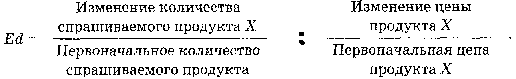 Изменение количества
спрашиваемого продукта X
Ed =
Первоначальное количество
спрашиваемого продукта
:
Изменение цены
продукта X
Первоначальная цена
продукта X